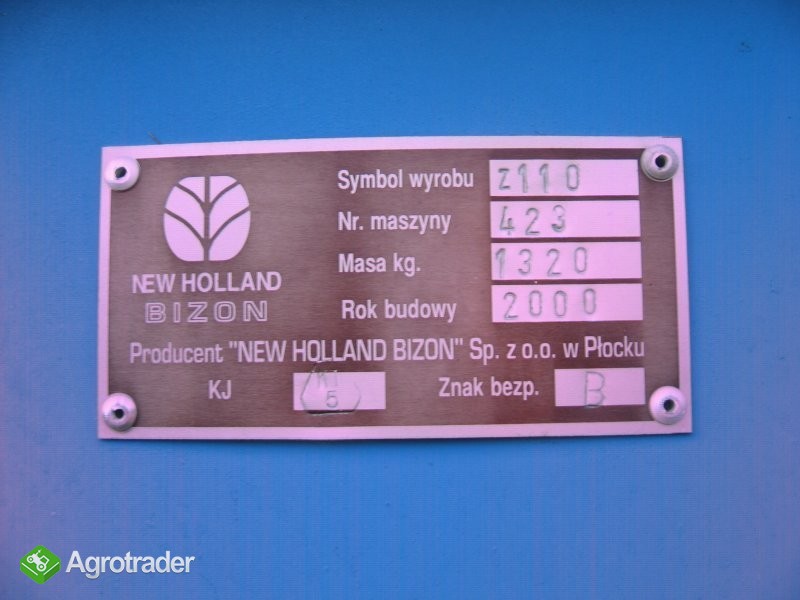 Symbol wyrobu z110
Nr. maszyny 423
Masa kg. 1320
NEW HOLLAND
BIZON
Rok budowy 2000
Producent "NEW HOLLAND BIZON" Sp. z o.o. w Płocku
KJ KT 5 Znak bezp. B
Agrotrader